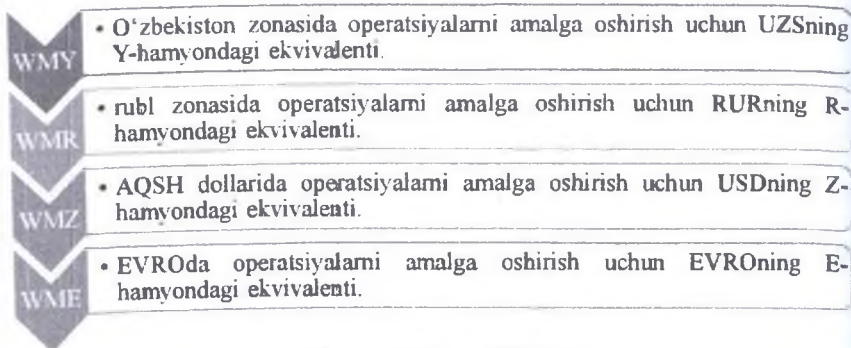 WMY
• O‘zbekiston zonasida operatsiyalarni amalga oshirish uchun UZSning
Y-hamyondagi ekvivalenti.
WMR
• rubl zonasida operatsiyalarni amalga oshirish uchun RURning R-
hamyondagi ekvivalenti.
WMZ
• AQSH dollarida operatsiyalarni amalga oshirish uchun USDning Z-
hamyondagi ekvivalenti.
WME
• EVROda operatsiyalarni amalga oshirish uchun EVROning E-
hamyondagi ekvivalenti.